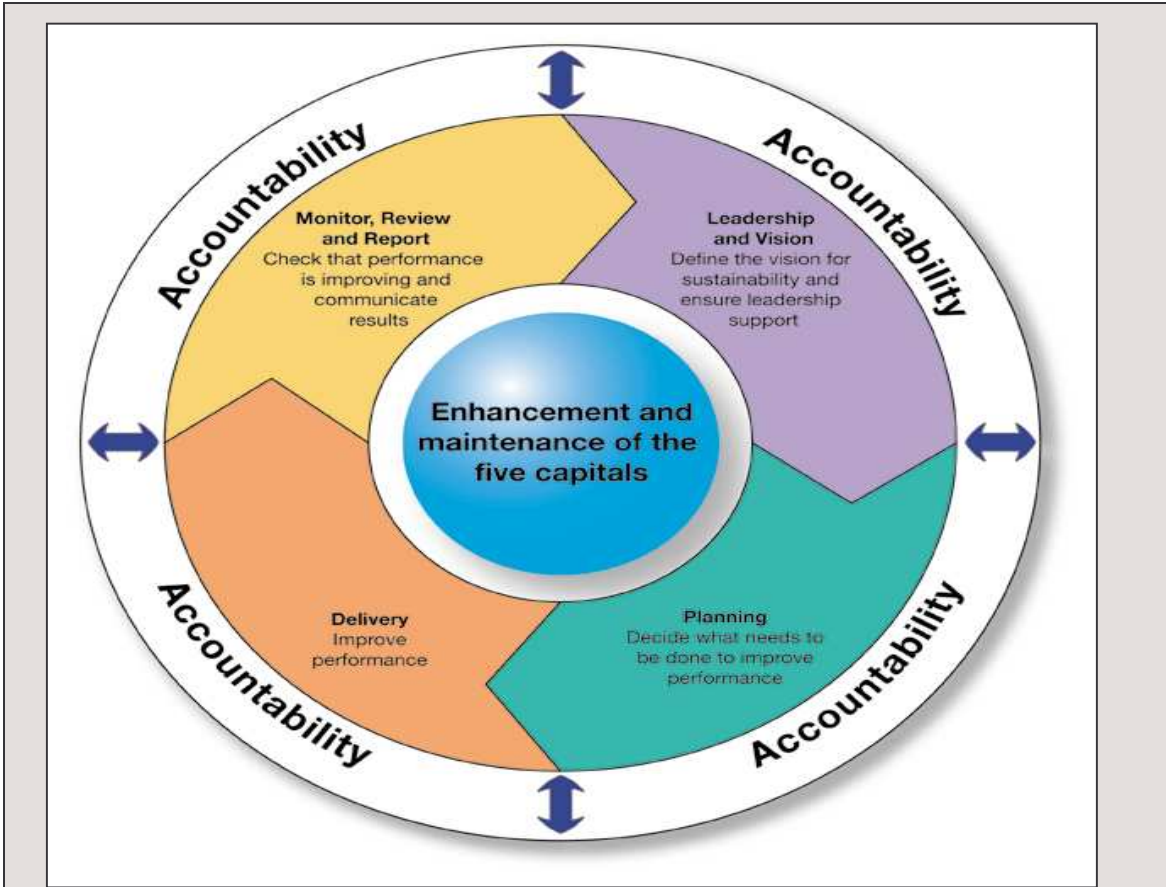 Accountability
Accountability
Monitor, Review
and Report
Check that performance
is improving and
communicate
results
Leadership
and Vision
Define the vision for
sustainability and
ensure leadership
support
Enhancement and
maintenance of the
five capitals
Delivery
Improve
performance
Planning
Decide what needs to
be done to improve
performance
Accountability
Accountability